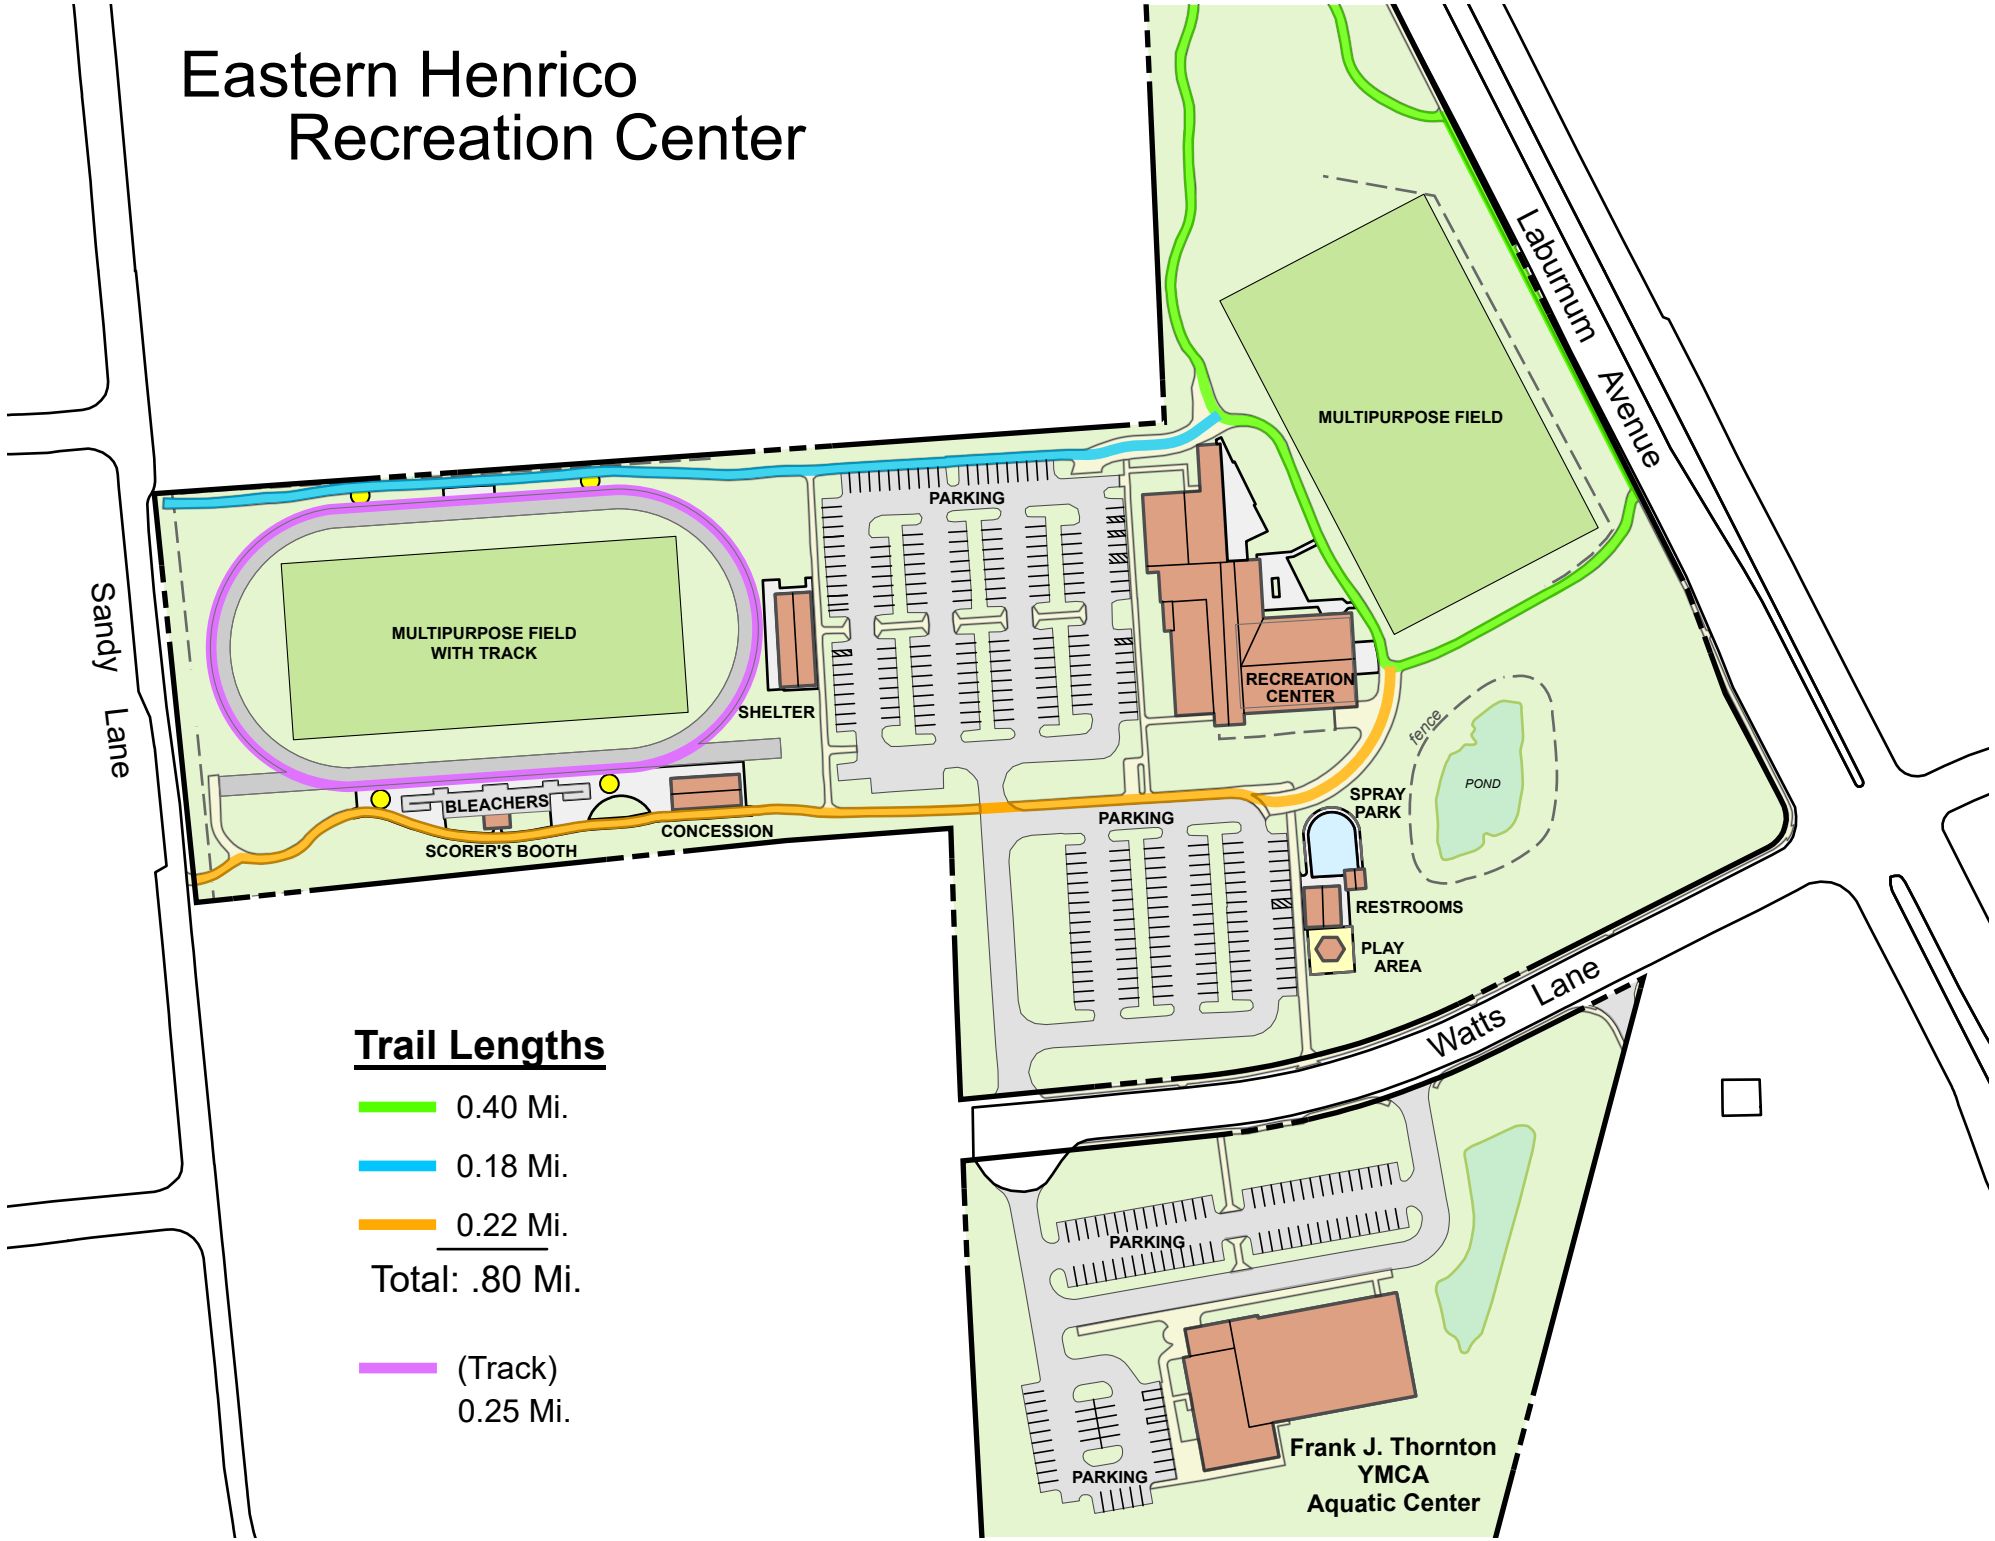 Eastern Henrico
Recreation Center
Laburnum Avenue
MULTIPURPOSE FIELD
PARKING
Sandy Lane
MULTIPURPOSE FIELD
WITH TRACK
SHELTER
RECREATION
CENTER
fence
POND
BLEACHERS
SPRAY
PARK
PARKING
CONCESSION
SCORER'S BOOTH
RESTROOMS
PLAY
AREA
Watts Lane
Trail Lengths
0.40 Mi.
0.18 Mi.
0.22 Mi.
Total: .80 Mi.
(Track)
0.25 Mi.
PARKING
PARKING
Frank J. Thornton
YMCA
Aquatic Center